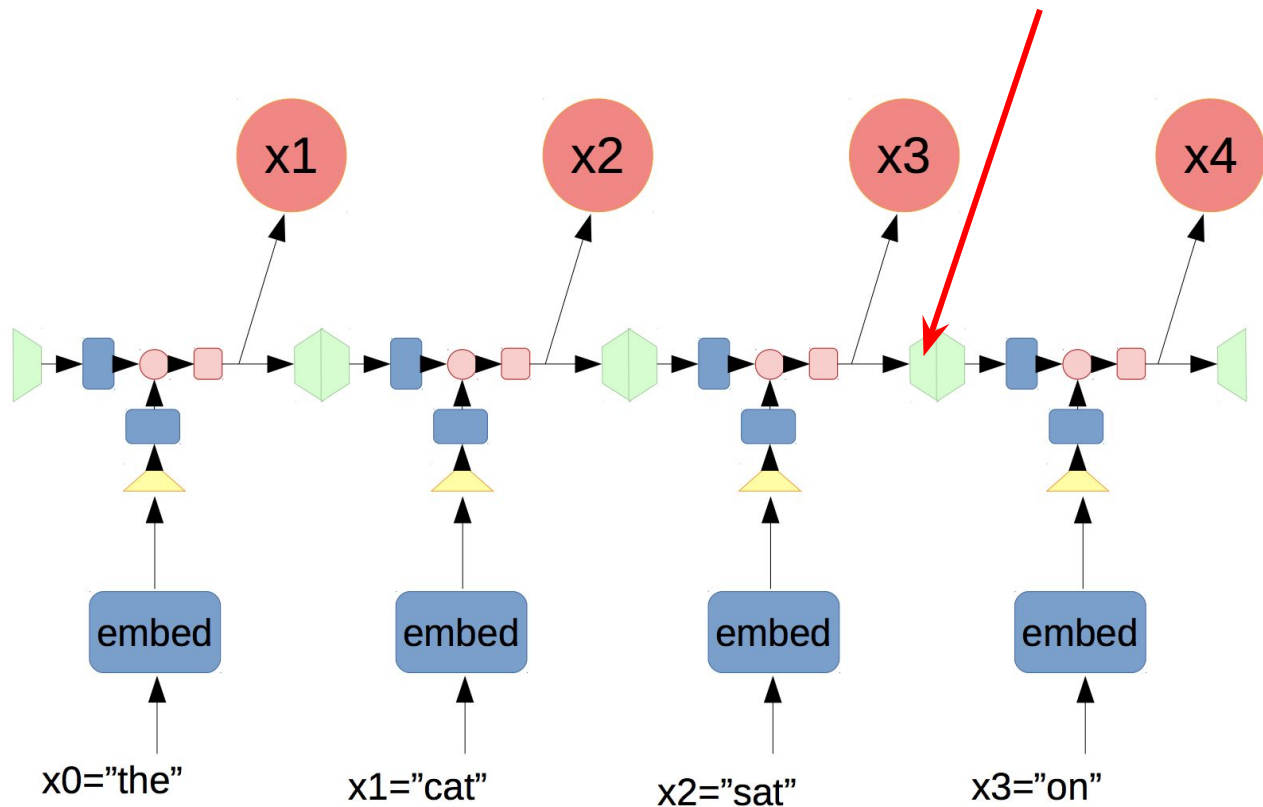 x1 x2 x3 x4
embed embed embed embed
x0=”the” x1=”cat” x2=”sat” x3=”on”